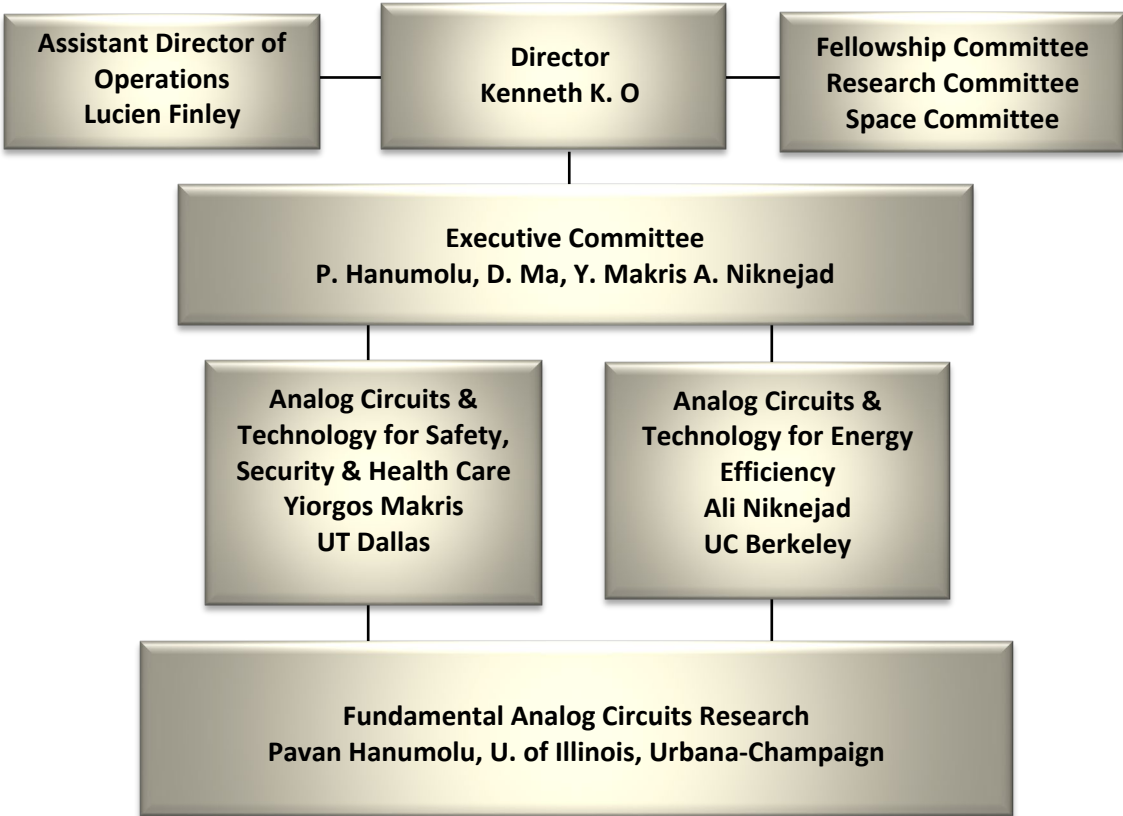 Assistant Director of
Operations
Lucien Finley
Director
Kenneth K. O
Fellowship Committee
Research Committee
Space Committee
Executive Committee
P. Hanumolu, D. Ma, Y. Makris A. Niknejad
Analog Circuits &
Technology for Safety,
Security & Health Care
Yiorgos Makris
UT Dallas
Analog Circuits &
Technology for Energy
Efficiency
Ali Niknejad
UC Berkeley
Fundamental Analog Circuits Research
Pavan Hanumolu, U. of Illinois, Urbana-Champaign